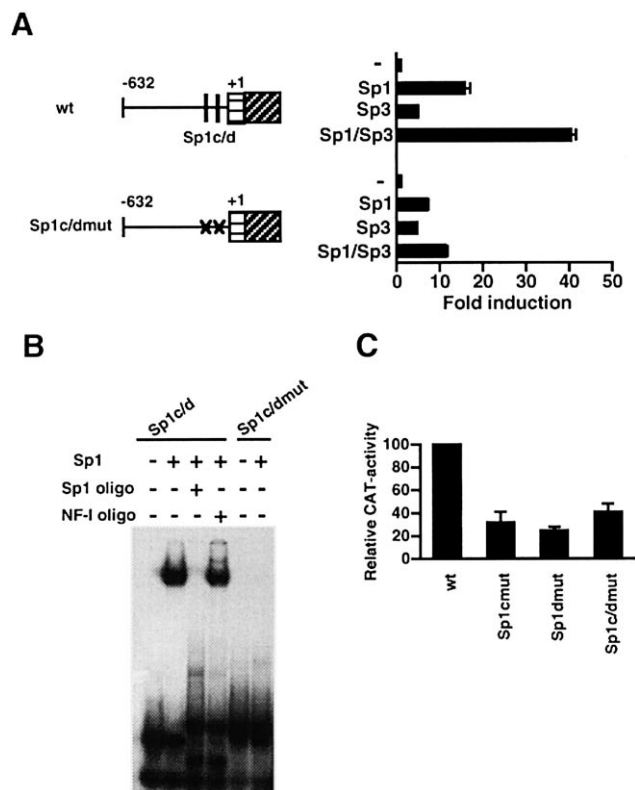 A
-632
+1
wt
Sp1c/d
-632
+1
Sp1c/dmut
-
Sp1
Sp3
Sp1/Sp3
-
Sp1
Sp3
Sp1/Sp3
0 10 20 30 40 50
Fold induction
B
Sp1c/d
Sp1c/dmut
Sp1 - + + + - +
Sp1 oligo - - + - - -
NF-I oligo - - - + - -
C
Relative CAT-activity
100
80
60
40
20
wt
Sp1cmut
Sp1dmut
Sp1c/dmut